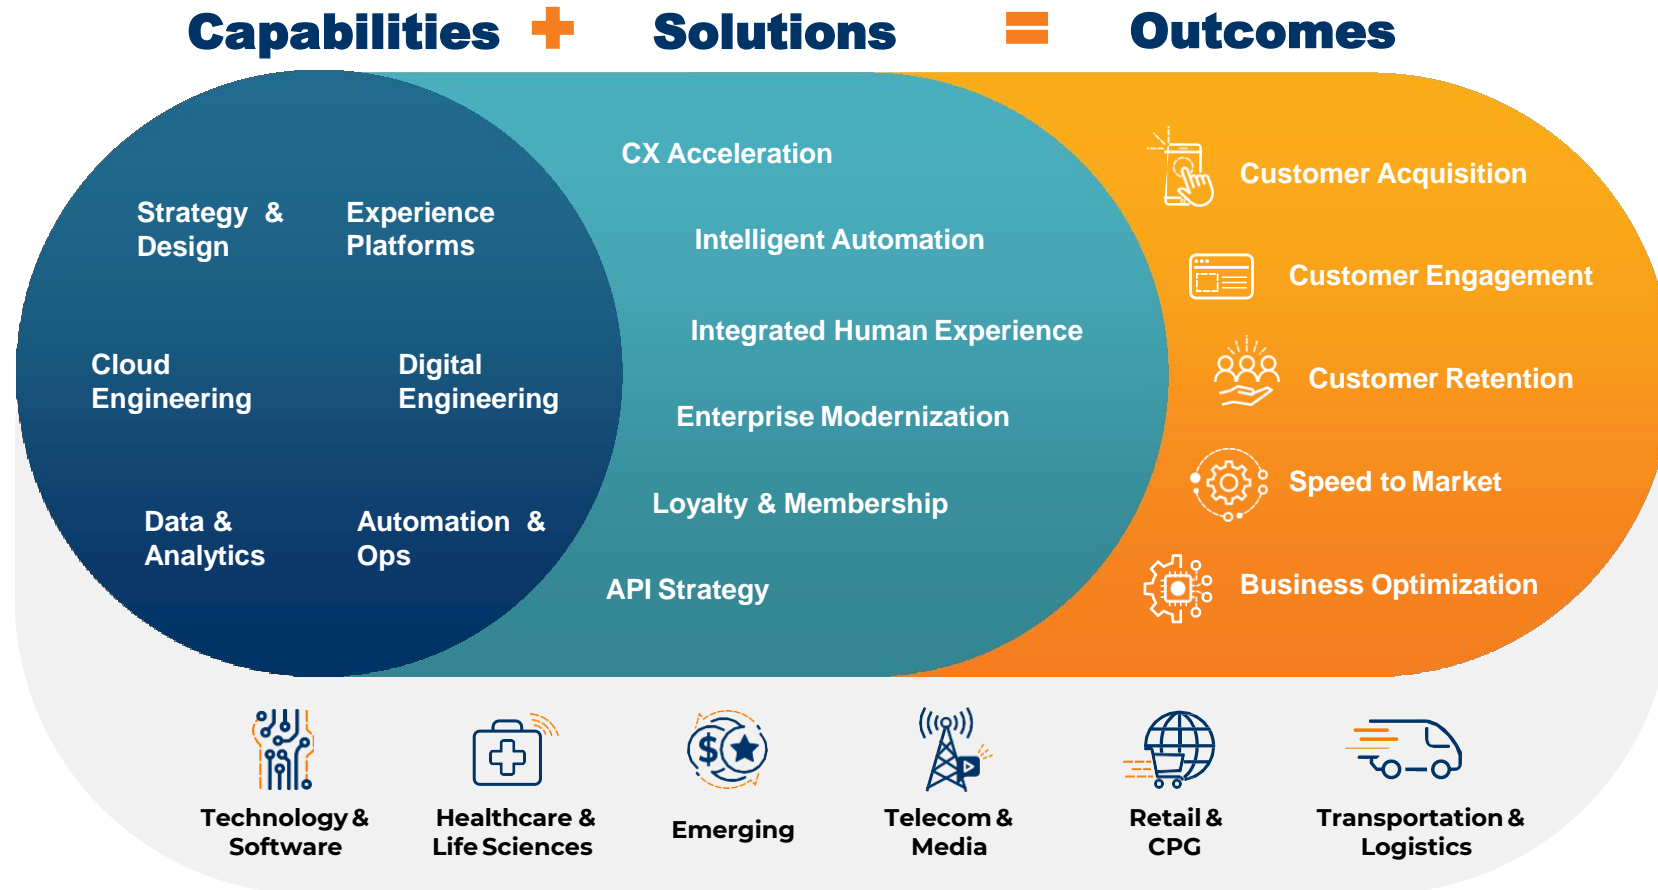 Capabilities + Solutions = Outcomes
Strategy & Design
Experience Platforms
Cloud Engineering
Digital Engineering
Data & Analytics
Automation & Ops
CX Acceleration
Intelligent Automation
Integrated Human Experience
Enterprise Modernization
Loyalty & Membership
API Strategy
Customer Acquisition
Customer Engagement
Customer Retention
Speed to Market
Business Optimization
$
Technology & Software
Healthcare & Life Sciences
Emerging
Telecom & Media
Retail & CPG
Transportation & Logistics